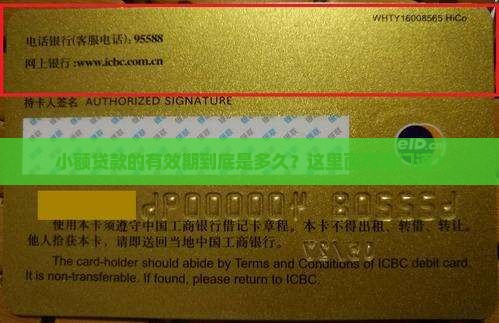 WHTY16008565 HiCo
电话银行(客服电话):95588
网上银行:www.icbc.com.cn
持卡人签名 AUTHORIZED SIGNATURE
eID.cn
小额贷款的有效期到底是多久?这里面
使用本卡须遵守中国工商银行借记卡章程。本卡不得出租、转借、转让。
他人拾获本卡，请即送回当地中国工商银行。
The card-holder should abide by Terms and Conditions of ICBC debit card.
It is non-transferable. If found, please return to ICBC.